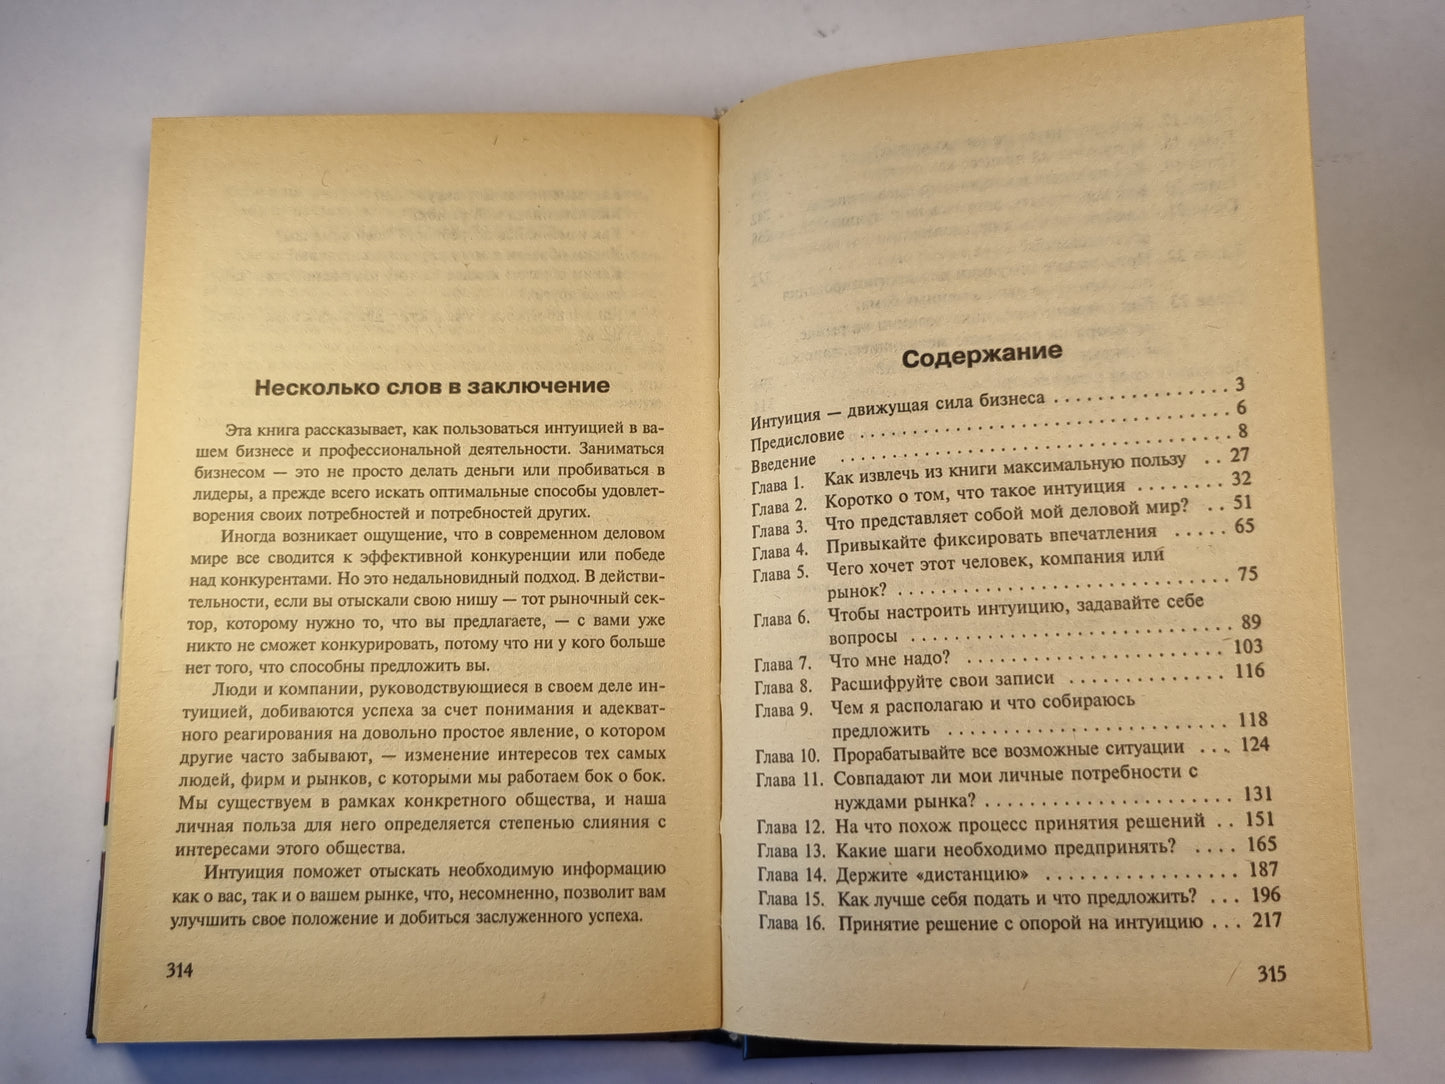 Несколько слов в заключение
Эта книга рассказывает, как пользоваться интуицией в ва-
шем бизнесе и профессиональной деятельности. Заниматься
бизнесом — это не просто делать деньги или пробиваться в
лидеры, а прежде всего искать оптимальные способы удовлет-
ворения своих потребностей и потребностей других.
Иногда возникает ощущение, что в современном деловом
мире все сводится к эффективной конкуренции или победе
над конкурентами. Но это недальновидный подход. В действи-
тельности, если вы отыскали свою нишу — тот рыночный сек-
тор, которому нужно то, что вы предлагаете, — с вами уже
никто не сможет конкурировать, потому что ни у кого больше
нет того, что способны предложить вы.
Люди и компании, руководствующиеся в своем деле ин-
туицией, добиваются успеха за счет понимания и адекват-
ного реагирования на довольно простое явление, о котором
другие часто забывают, — изменение интересов тех самых
людей, фирм и рынков, с которыми мы работаем бок о бок.
Мы существуем в рамках конкретного общества, и наша
личная польза для него определяется степенью слияния с
интересами этого общества.
Интуиция поможет отыскать необходимую информацию
как о вас, так и о вашем рынке, что, несомненно, позволит вам
улучшить свое положение и добиться заслуженного успеха.
314
Содержание
Интуиция — движущая сила бизнеса . . . . . . . . . . . . . . . . 3
Предисловие . . . . . . . . . . . . . . . . . . . . . . . . . . . . . . . . 6
Введение . . . . . . . . . . . . . . . . . . . . . . . . . . . . . . . . . . 8
Глава 1. Как извлечь из книги максимальную пользу . . 27
Глава 2. Коротко о том, что такое интуиция . . . . . . . . 32
Глава 3. Что представляет собой мой деловой мир? . . 51
Глава 4. Привыкайте фиксировать впечатления . . . . . 65
Глава 5. Чего хочет этот человек, компания или
рынок? . . . . . . . . . . . . . . . . . . . . . . . . . . . . . 75
Глава 6. Чтобы настроить интуицию, задавайте себе
вопросы . . . . . . . . . . . . . . . . . . . . . . . . . . . . 89
Глава 7. Что мне надо? . . . . . . . . . . . . . . . . . . . . . . . 103
Глава 8. Расшифруйте свои записи . . . . . . . . . . . . . . 116
Глава 9. Чем я располагаю и что собираюсь
предложить . . . . . . . . . . . . . . . . . . . . . . . . . 118
Глава 10. Прорабатывайте все возможные ситуации . . . 124
Глава 11. Совпадают ли мои личные потребности с
нуждами рынка? . . . . . . . . . . . . . . . . . . . . . . 131
Глава 12. На что похож процесс принятия решений . . 151
Глава 13. Какие шаги необходимо предпринять? . . . . 165
Глава 14. Держите «дистанцию» . . . . . . . . . . . . . . . . . 187
Глава 15. Как лучше себя подать и что предложить? . . . 196
Глава 16. Принятие решение с опорой на интуицию . . . 217
315